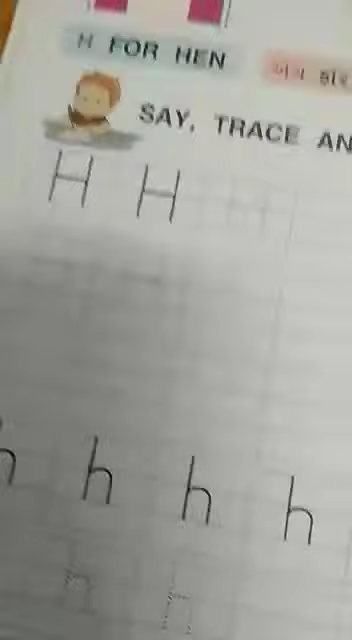 H FOR HEN
SAY, TRACE AN
H H H
h h h h
h h